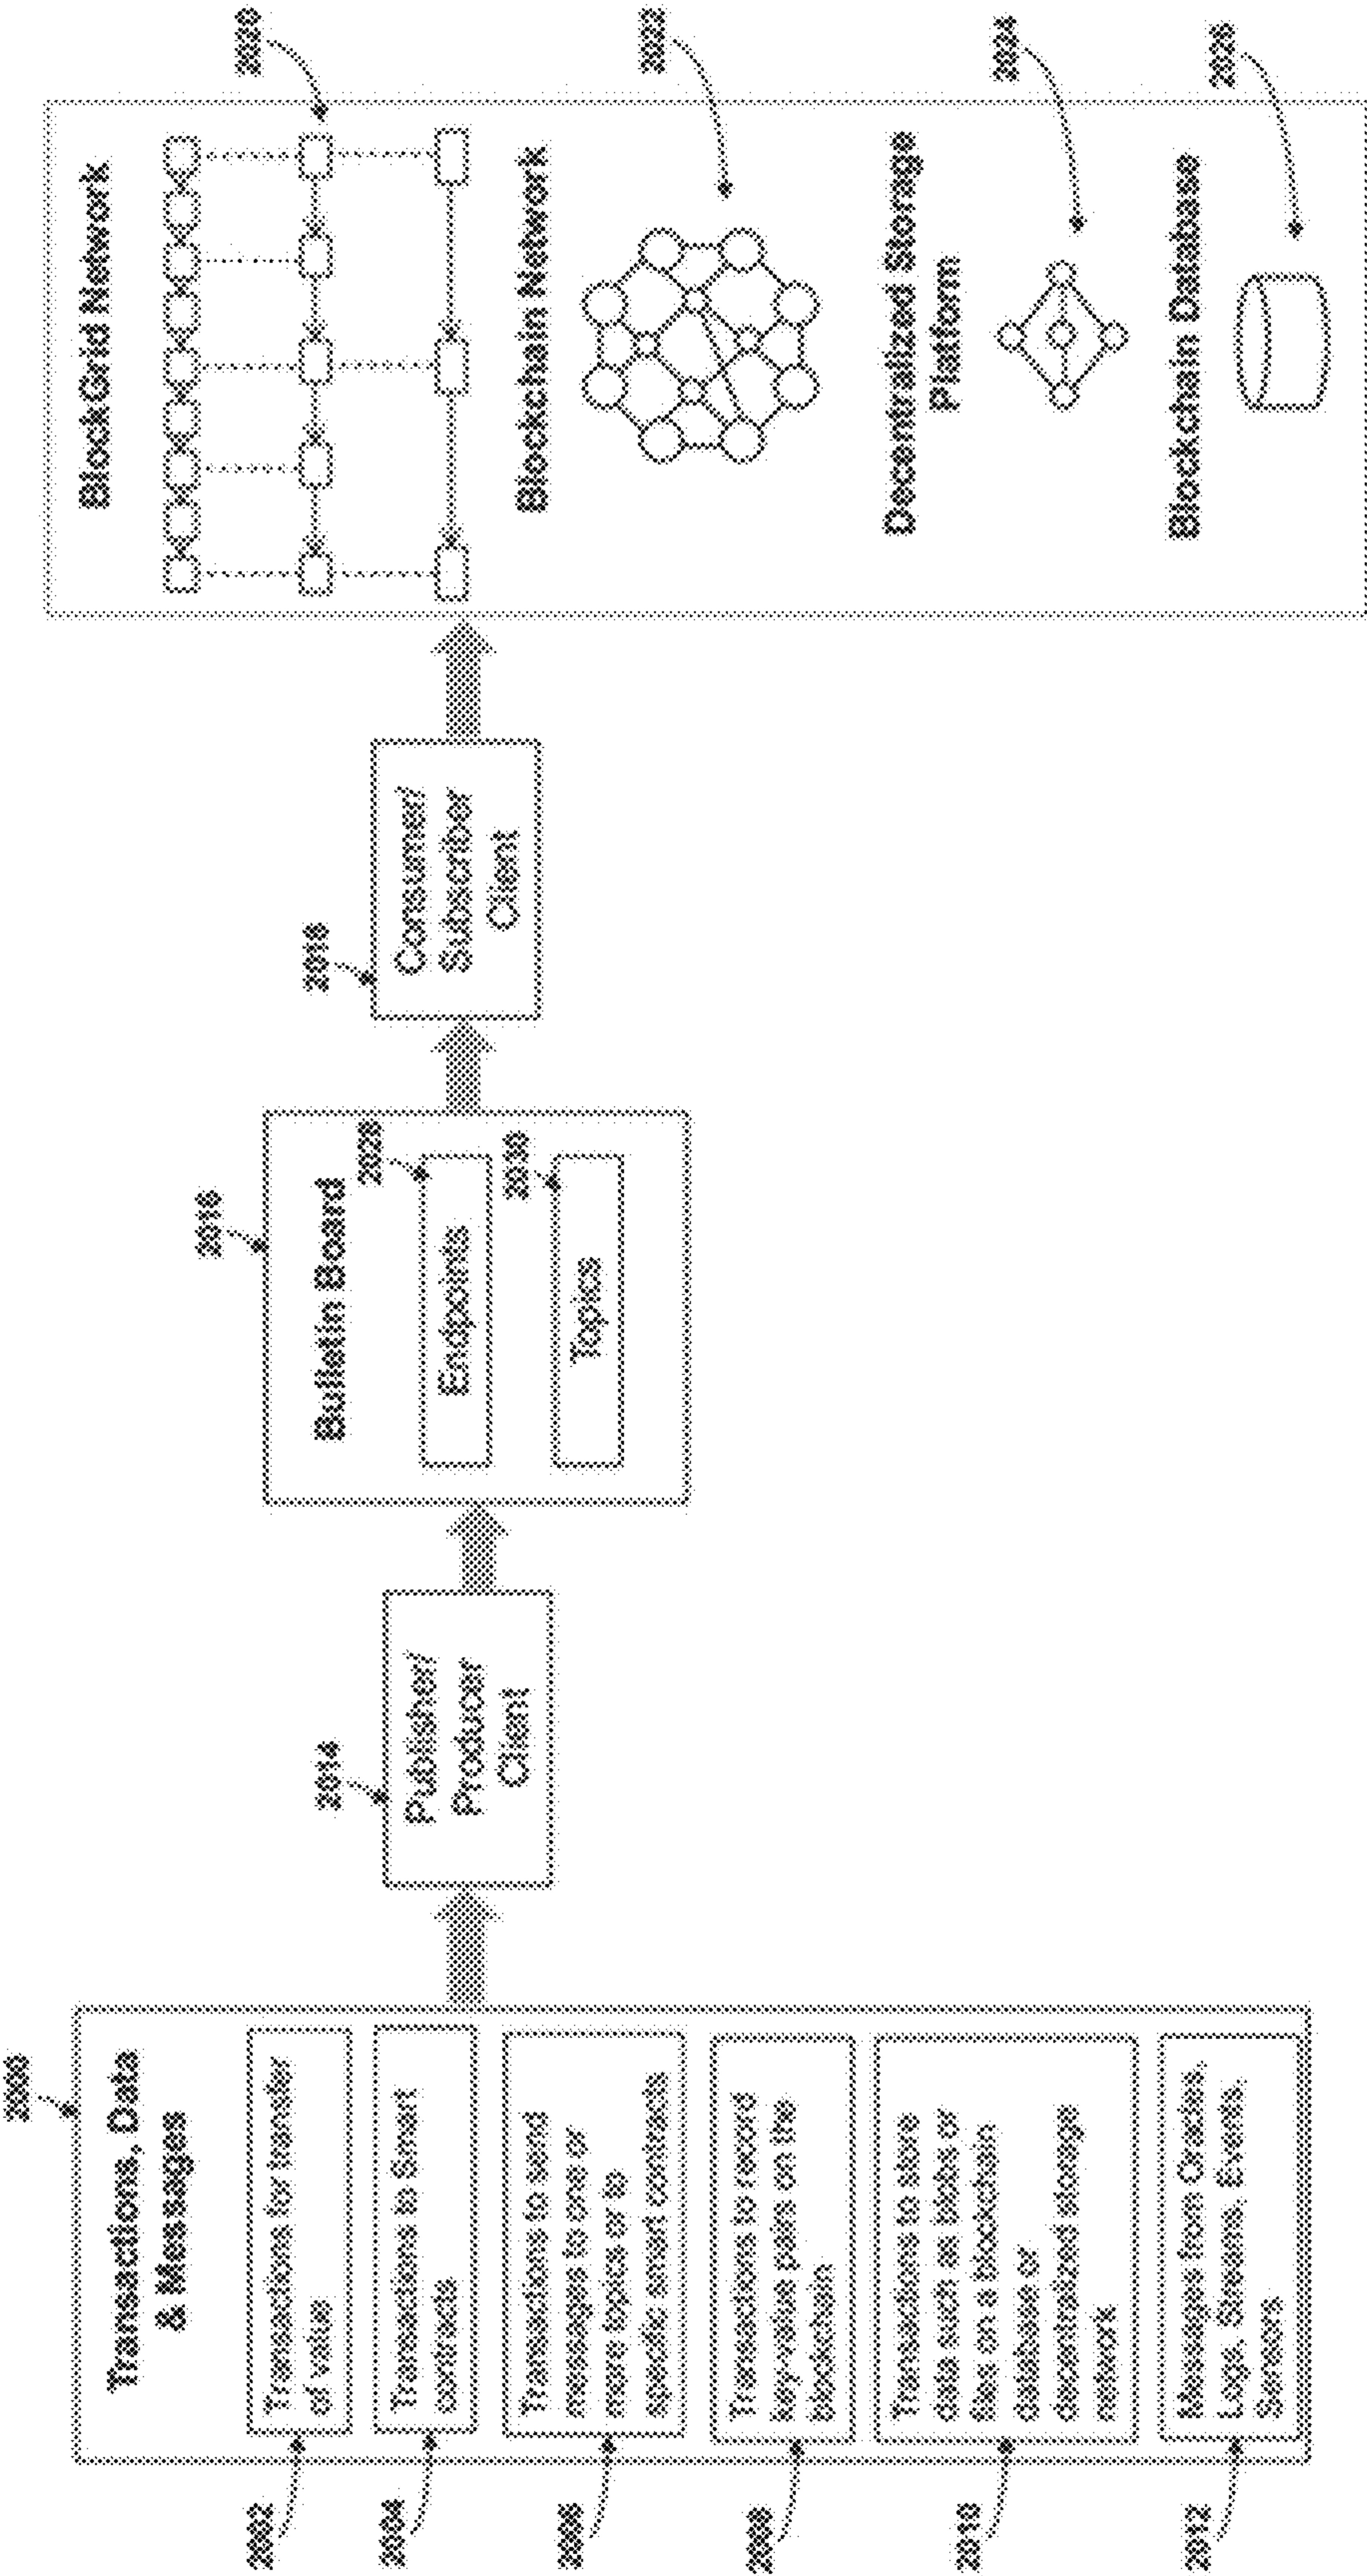 2000
Transactions, Data
& Messages
2002
Transactions for transfer
of value
2004
Transactions to Smart
contracts
2006
Transactions to send
messages to one or
more topics or to
specific smart contracts
2008
Transactions to record
key-value pairs on the
blockchain
2010
Transactions to store
data such as blobs or
files on a blockchain
database or
decentralized storage
network
2012
Messages from Oracles,
Logs, Steams, Events,
Sensors
2014
Publisher/
Producer
Client
2016
Bulletin Board
2028
Endpoints
2030
Topics
2018
Consumer/
Subscriber
Client
BlockGrid Network
2020
Blockchain Network
2022
Decentralized Storage
Platform
2024
Blockchain Database
2026